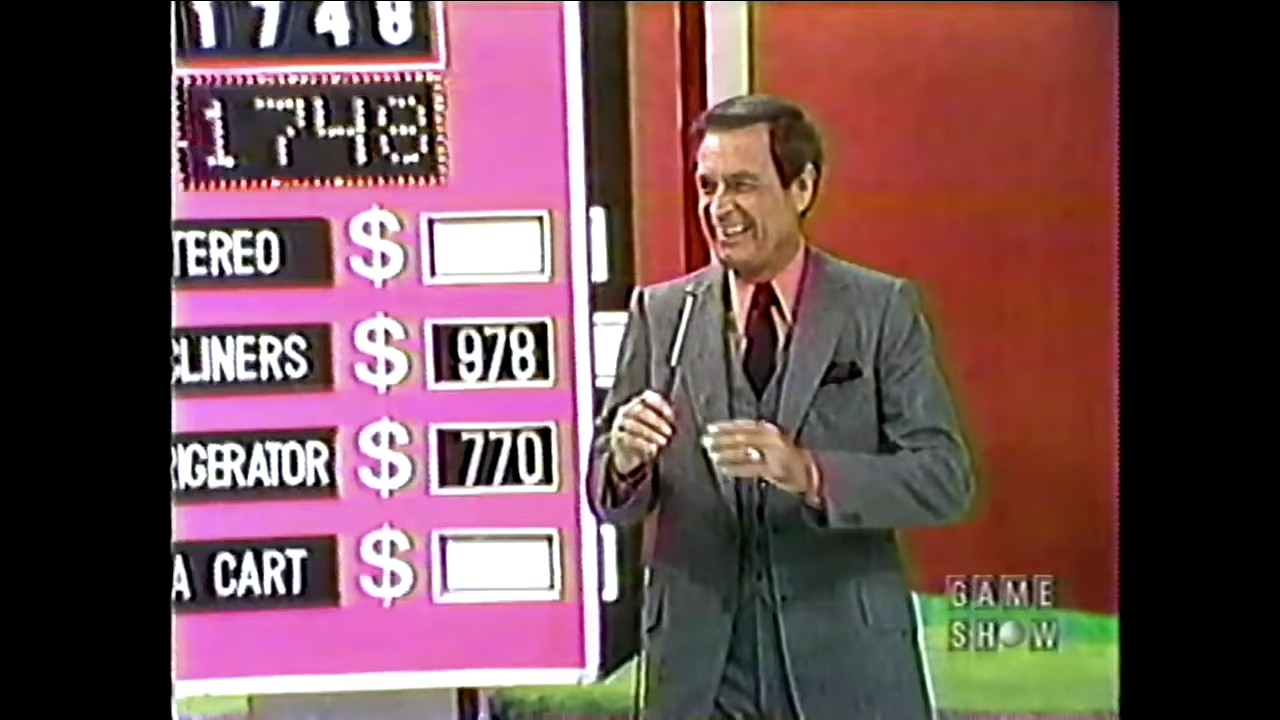 1748
1748
TEREO $
CLINERS $ 978
RIGERATOR $ 770
A CART $
GAME
SHOW